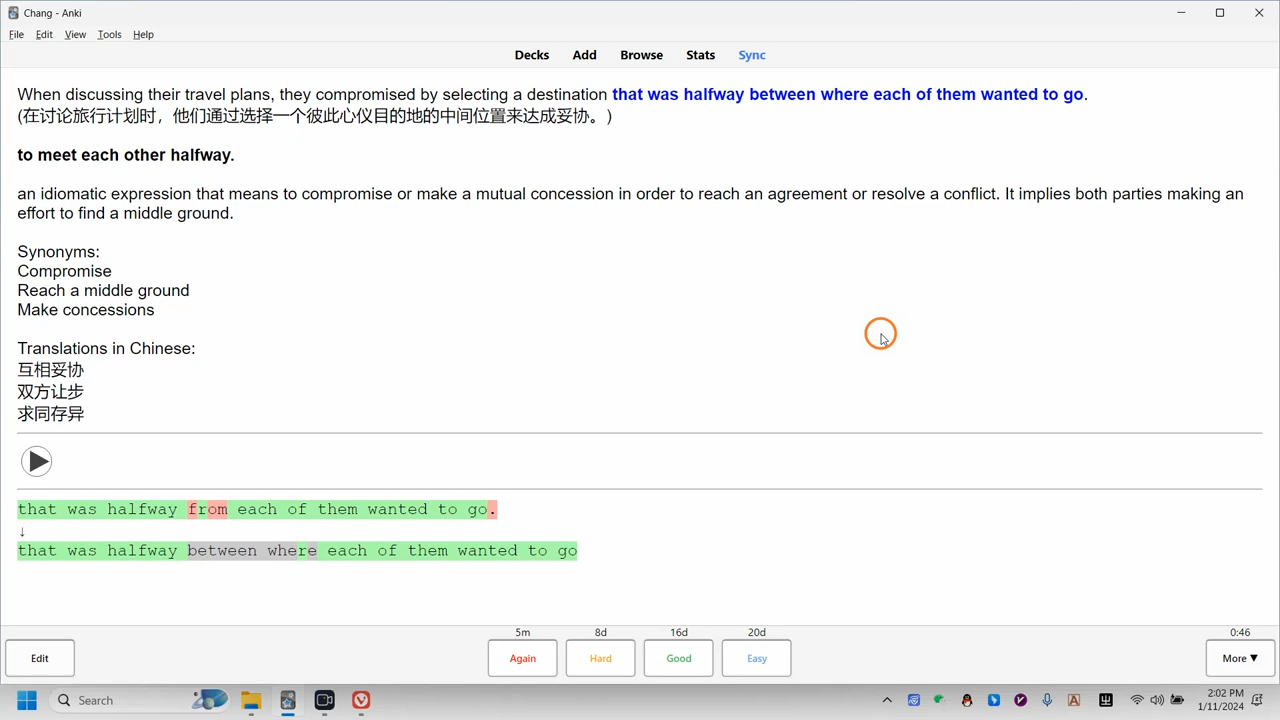 Chang - Anki
File Edit View Tools Help
Decks Add Browse Stats Sync
When discussing their travel plans, they compromised by selecting a destination that was halfway between where each of them wanted to go.
(在讨论旅行计划时，他们通过选择一个彼此心仪目的地的中间位置来达成妥协。)
to meet each other halfway.
an idiomatic expression that means to compromise or make a mutual concession in order to reach an agreement or resolve a conflict. It implies both parties making an
effort to find a middle ground.
Synonyms:
Compromise
Reach a middle ground
Make concessions
Translations in Chinese:
互相妥协
双方让步
求同存异
that was halfway from each of them wanted to go.
↓
that was halfway between where each of them wanted to go
5m 8d 16d 20d 0:46
Edit Again Hard Good Easy More ▼
Search 2:02 PM
1/11/2024